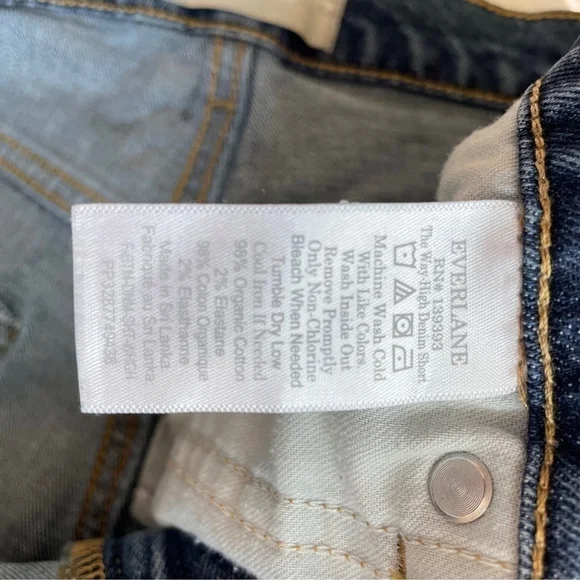 EVERLANE
RN# 139393
The Way-High Denim Short
Machine Wash Cold
With Like Colors.
Wash Inside Out
Remove Promptly
Only Non-Chlorine
Bleach When Needed
Tumble Dry Low
Cool Iron If Needed
98% Organic Cotton
2% Elastane
98% Coton Organique
2% Elasthanne
Made in Sri Lanka
Fabriqué au Sri Lanka